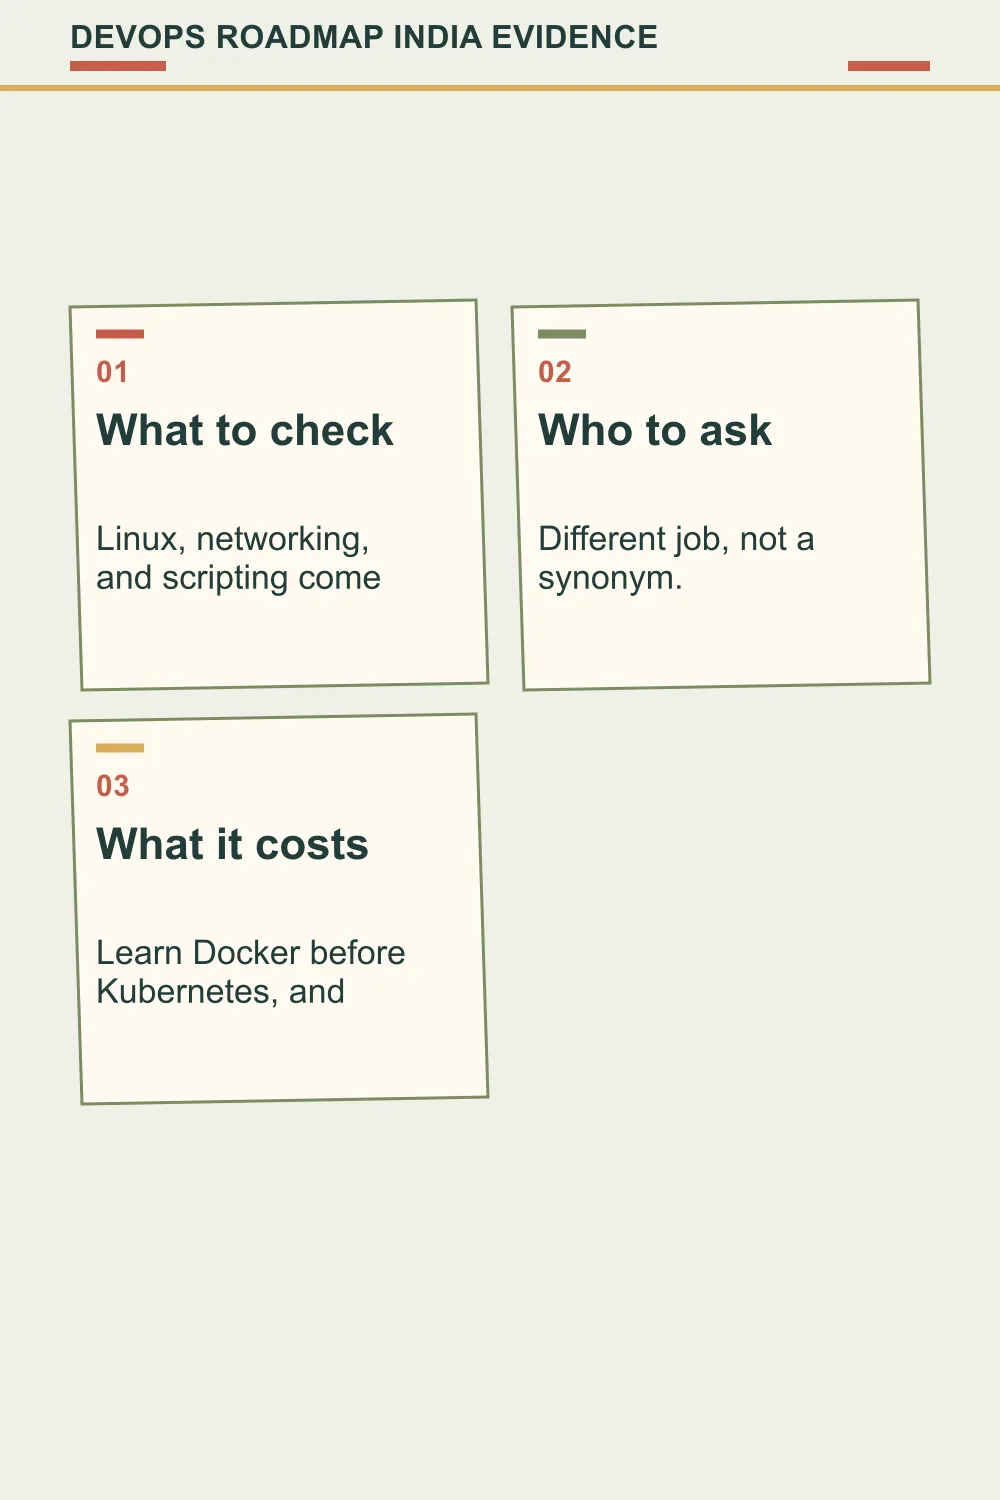 DEVOPS ROADMAP INDIA EVIDENCE
01
What to check
Linux, networking,
and scripting come
02
Who to ask
Different job, not a
synonym.
03
What it costs
Learn Docker before
Kubernetes, and